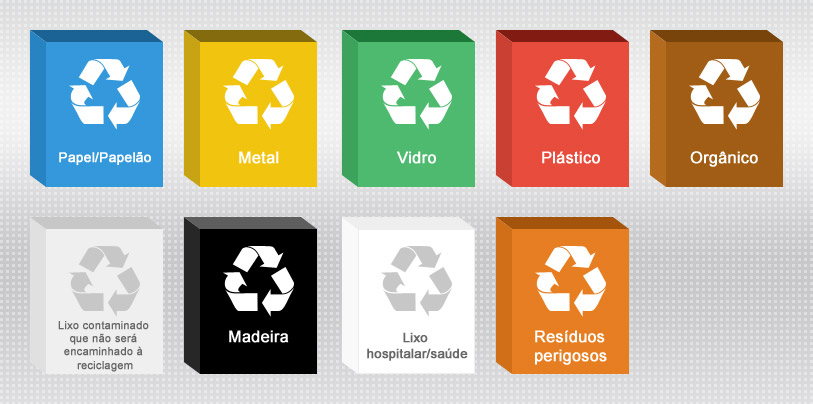 Papel/Papelão
Metal
Vidro
Plástico
Orgânico
Lixo contaminado
que não será
encaminhado à
reciclagem
Madeira
Lixo
hospitalar/saúde
Resíduos
perigosos